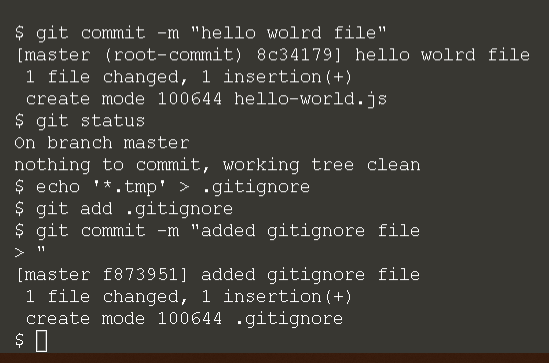 $ git commit -m "hello wolrd file"
[master (root-commit) 8c34179] hello wolrd file
 1 file changed, 1 insertion(+)
 create mode 100644 hello-world.js
$ git status
On branch master
nothing to commit, working tree clean
$ echo '*.tmp' > .gitignore
$ git add .gitignore
$ git commit -m "added gitignore file
> "
[master f873951] added gitignore file
 1 file changed, 1 insertion(+)
 create mode 100644 .gitignore
$